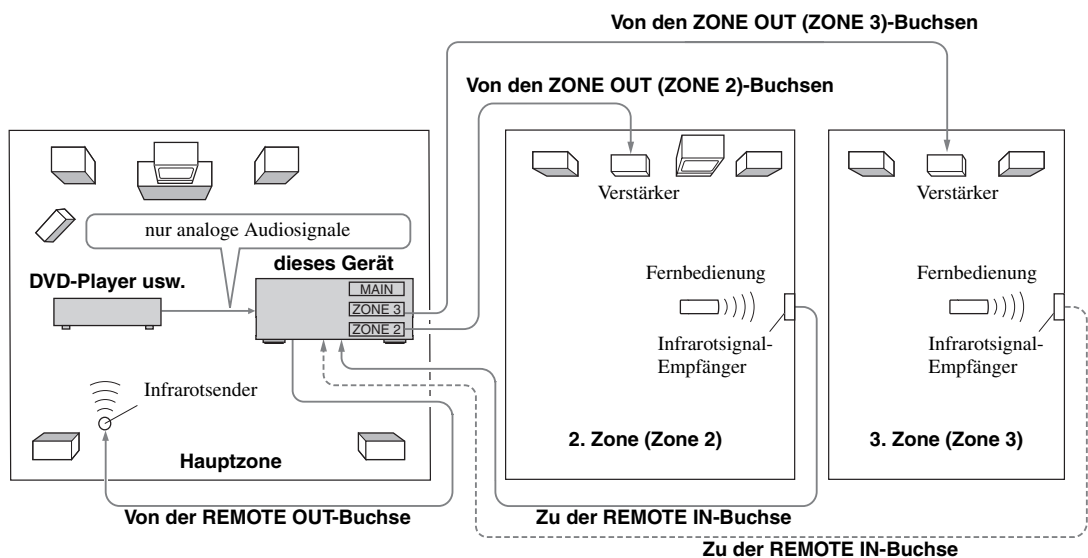 Von den ZONE OUT (ZONE 3)-Buchsen
Von den ZONE OUT (ZONE 2)-Buchsen
nur analoge Audiosignale
DVD-Player usw.
dieses Gerät
MAIN
ZONE 3
ZONE 2
Infrarotsender
Hauptzone
Von der REMOTE OUT-Buchse
Verstärker
Fernbedienung
Infrarotsignal-
Empfänger
2. Zone (Zone 2)
Zu der REMOTE IN-Buchse
Verstärker
Fernbedienung
Infrarotsignal-
Empfänger
3. Zone (Zone 3)
Zu der REMOTE IN-Buchse